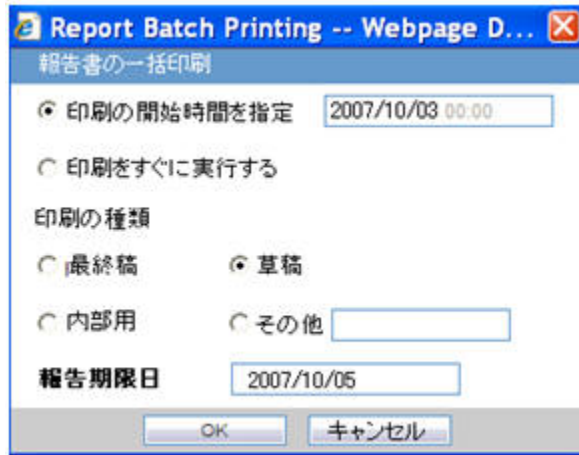 Report Batch Printing -- Webpage D...
報告書の一括印刷
印刷の開始時間を指定 2007/10/03 00:00
印刷をすぐに実行する
印刷の種類
最終稿 草稿
内部用 その他
報告期限日 2007/10/05
OK キャンセル